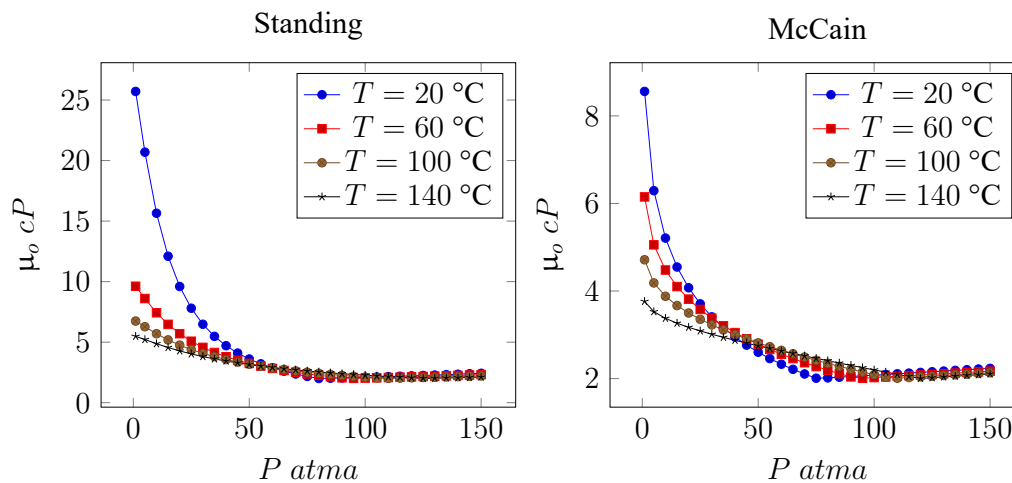 Standing
25
20
15
10
5
0
0
50
100
150
μₒ cP
P atma
T = 20 °C
T = 60 °C
T = 100 °C
T = 140 °C
McCain
8
6
4
2
0
50
100
150
μₒ cP
P atma
T = 20 °C
T = 60 °C
T = 100 °C
T = 140 °C